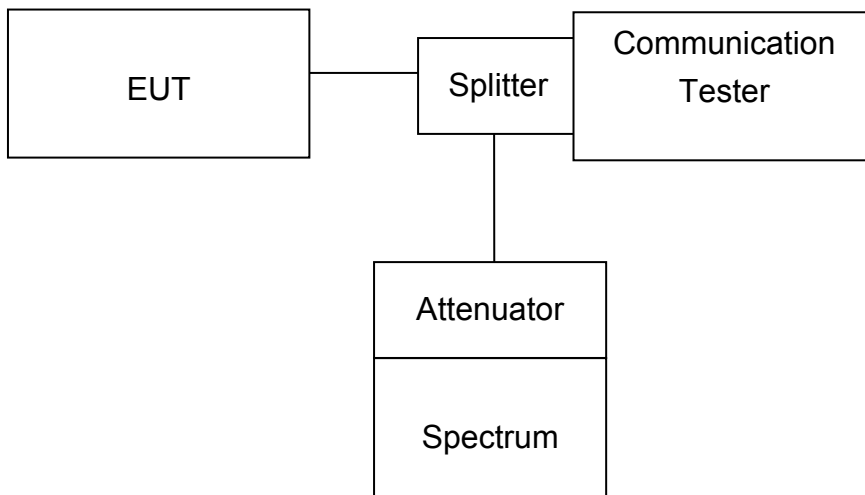 EUT
Splitter
Communication
Tester
Attenuator
Spectrum